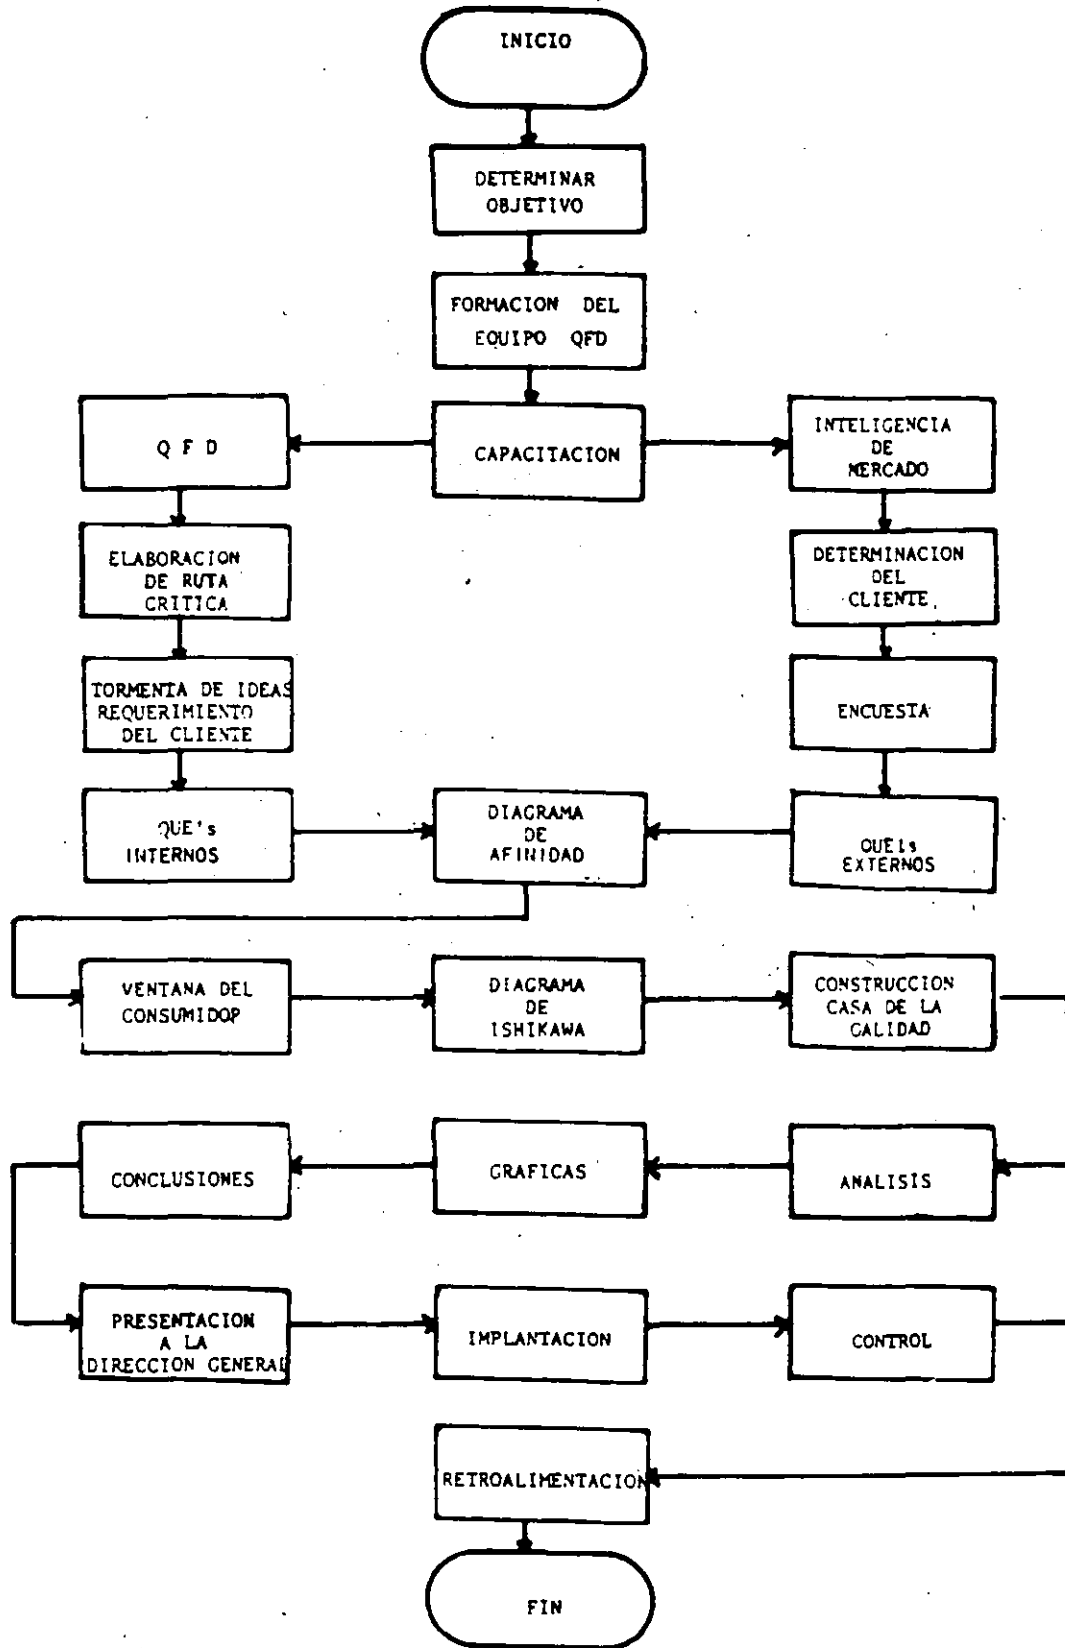 INICIO
DETERMINAR
OBJETIVO
FORMACION DEL
EQUIPO QFD
Q F D
CAPACITACION
INTELIGENCIA
DE
MERCADO
ELABORACION
DE RUTA
CRITICA
DETERMINACION
DEL
CLIENTE
TORMENTA DE IDEAS
REQUERIMIENTO
DEL CLIENTE
ENCUESTA
QUE's
INTERNOS
DIAGRAMA
DE
AFINIDAD
QUE's
EXTERNOS
VENTANA DEL
CONSUMIDOR
DIAGRAMA
DE
ISHIKAWA
CONSTRUCCION
CASA DE LA
CALIDAD
CONCLUSIONES
GRAFICAS
ANALISIS
PRESENTACION
A LA
DIRECCION GENERAL
IMPLANTACION
CONTROL
RETROALIMENTACION
FIN